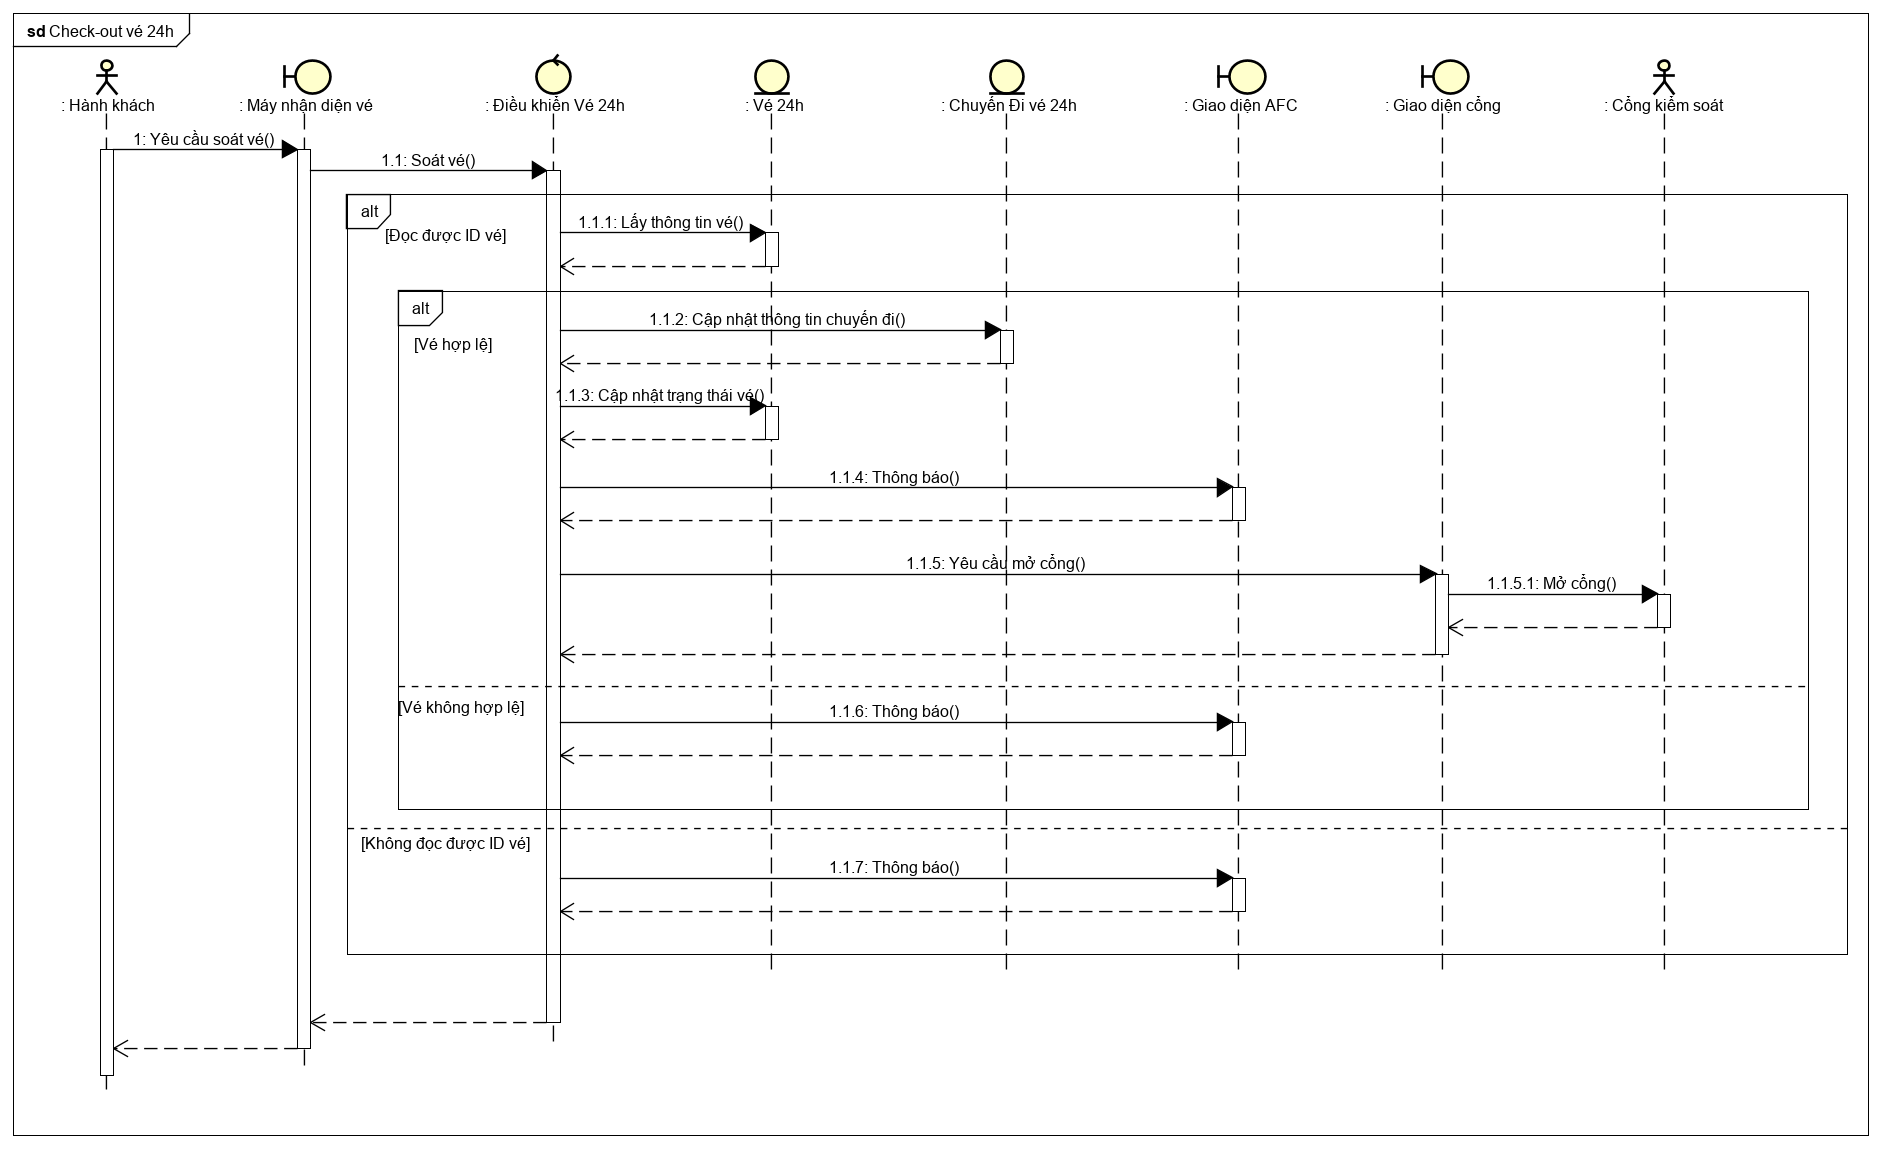 sd Check-out vé 24h
: Hành khách
: Máy nhận diện vé
: Điều khiển Vé 24h
: Vé 24h
: Chuyến Đi vé 24h
: Giao diện AFC
: Giao diện cổng
: Cổng kiểm soát
1: Yêu cầu soát vé()
1.1: Soát vé()
alt
1.1.1: Lấy thông tin vé()
[Đọc được ID vé]
alt
1.1.2: Cập nhật thông tin chuyến đi()
[Vé hợp lệ]
1.1.3: Cập nhật trạng thái vé()
1.1.4: Thông báo()
1.1.5: Yêu cầu mở cổng()
1.1.5.1: Mở cổng()
[Vé không hợp lệ]
1.1.6: Thông báo()
[Không đọc được ID vé]
1.1.7: Thông báo()